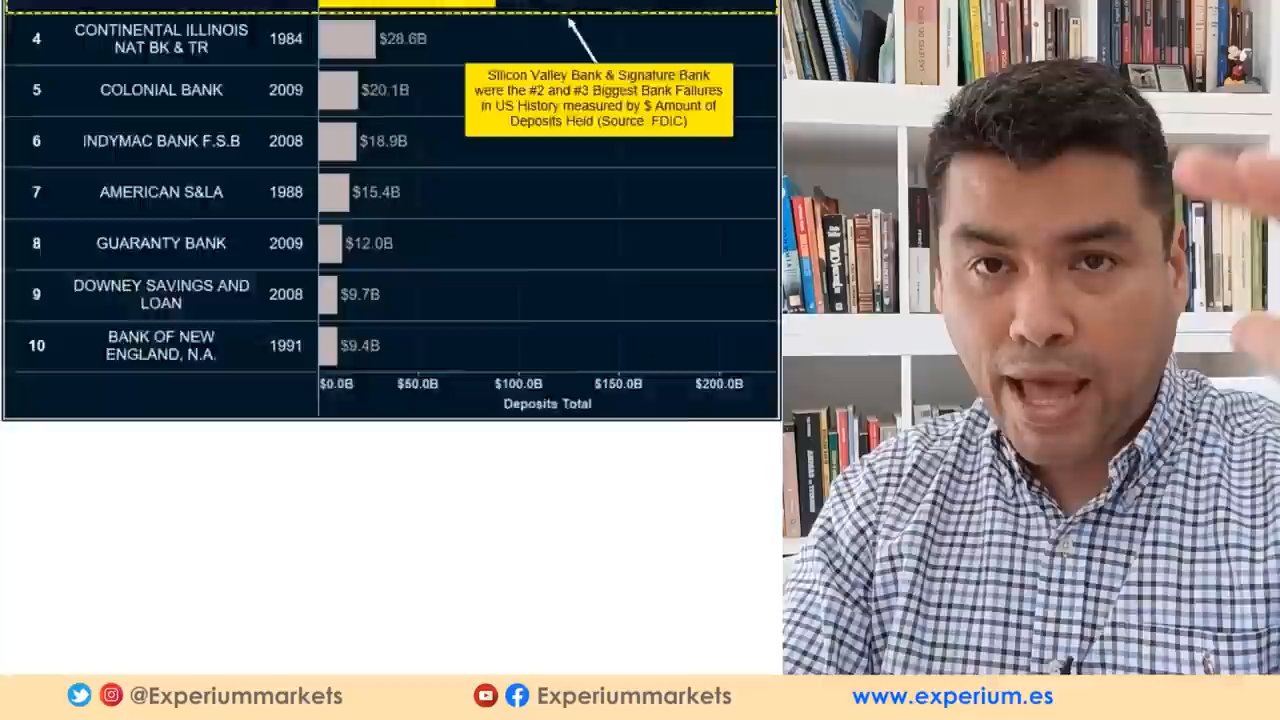 4 CONTINENTAL ILLINOIS NAT BK & TR 1984 $28.6B
5 COLONIAL BANK 2009 $20.1B
6 INDYMAC BANK F.S.B 2008 $18.9B
7 AMERICAN S&LA 1988 $15.4B
8 GUARANTY BANK 2009 $12.0B
9 DOWNEY SAVINGS AND LOAN 2008 $9.7B
10 BANK OF NEW ENGLAND, N.A. 1991 $9.4B
$0.0B $50.0B $100.0B $150.0B $200.0B
Deposits Total
Silicon Valley Bank & Signature Bank
were the #2 and #3 Biggest Bank Failures
in US History measured by $ Amount of
Deposits Held (Source FDIC)
@Experiummarkets
Experiummarkets
www.experium.es